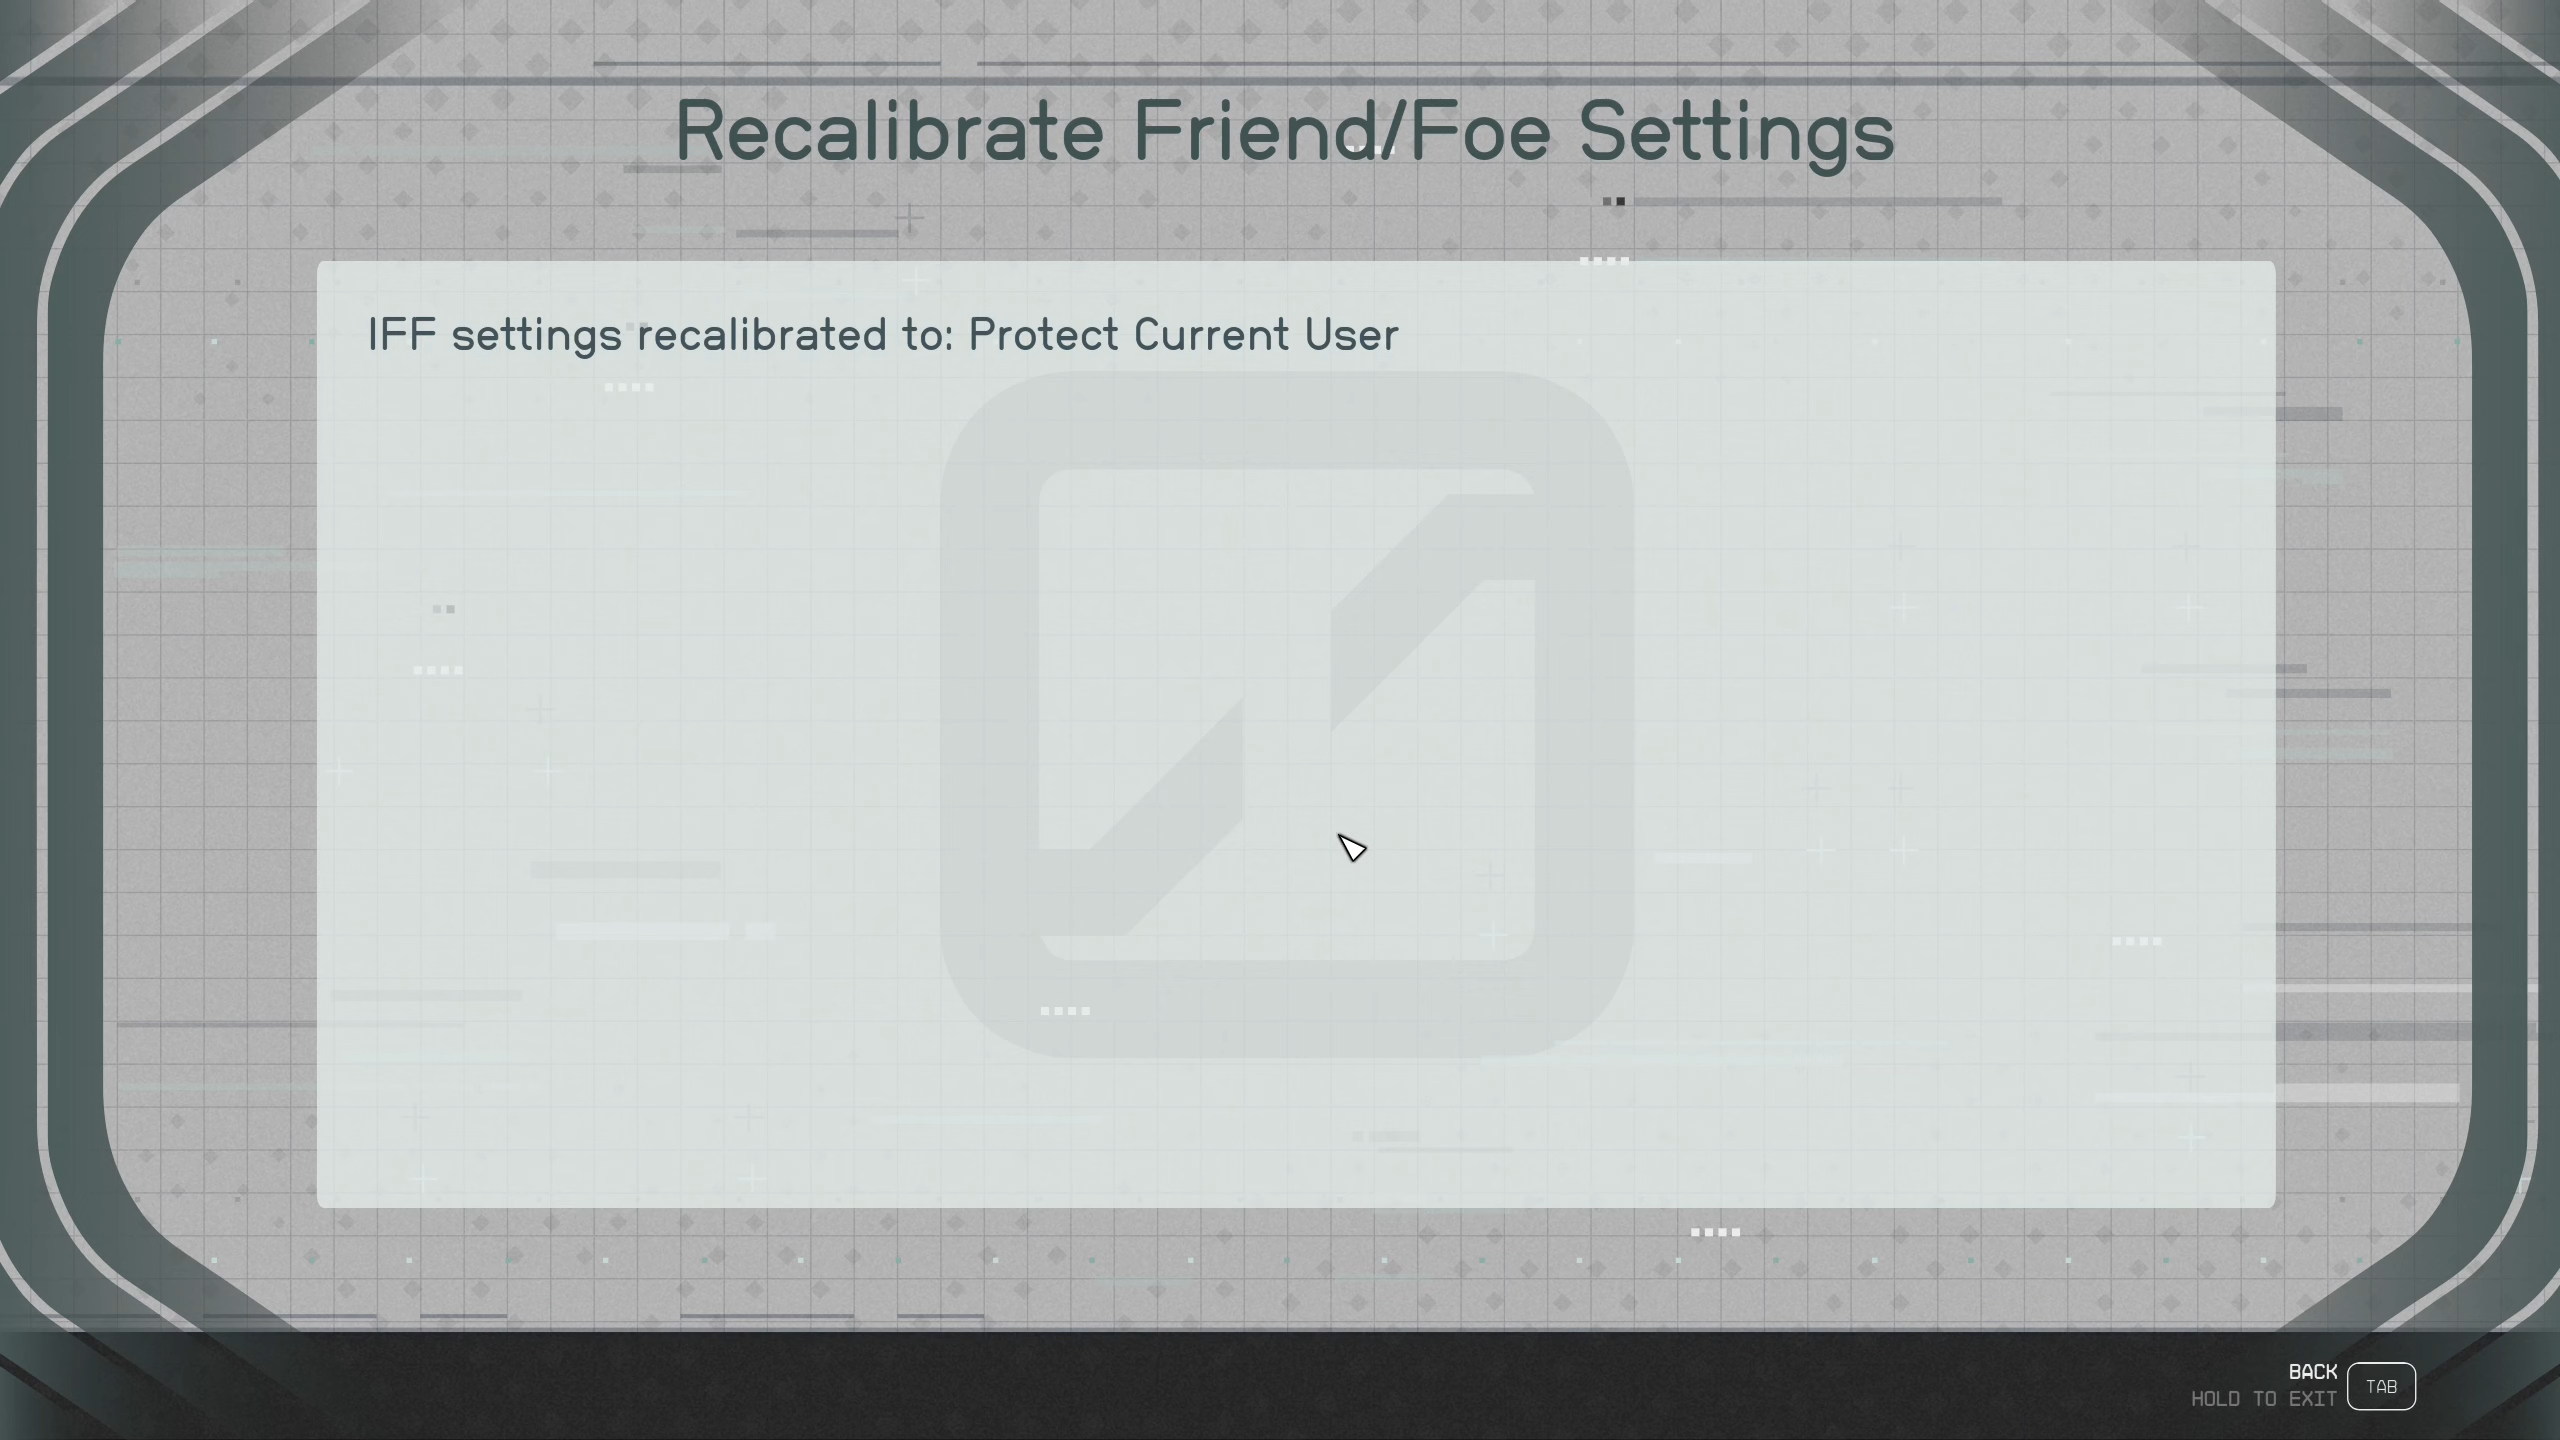 Recalibrate Friend/Foe Settings
IFF settings recalibrated to: Protect Current User
BACK
HOLD TO EXIT
TAB